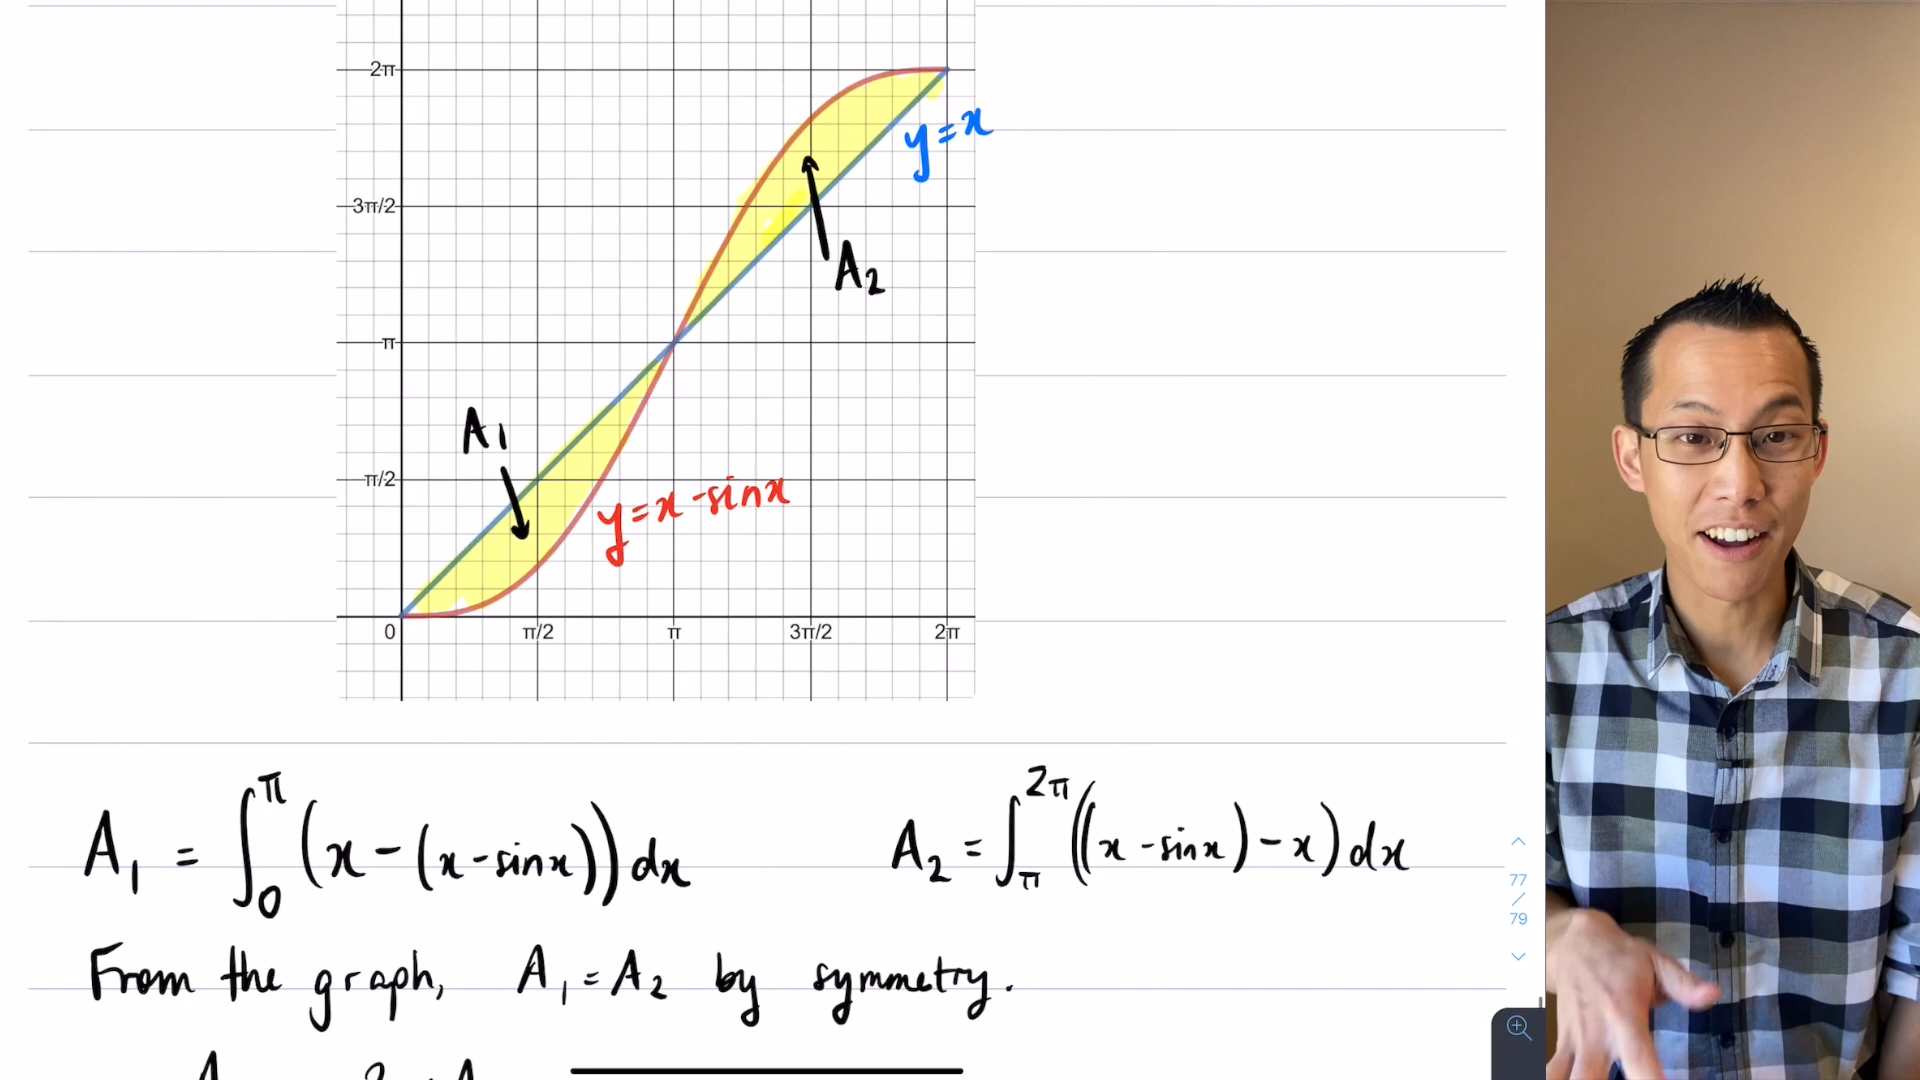 2π
y=x
3π/2
A₂
π
A₁
π/2
y=x-sinx
0 π/2 π 3π/2 2π
A₁ = ∫₀^π (x-(x-sinx)) dx
A₂ = ∫_π^2π ((x-sinx)-x) dx
77
/
79
From the graph, A₁=A₂ by symmetry.